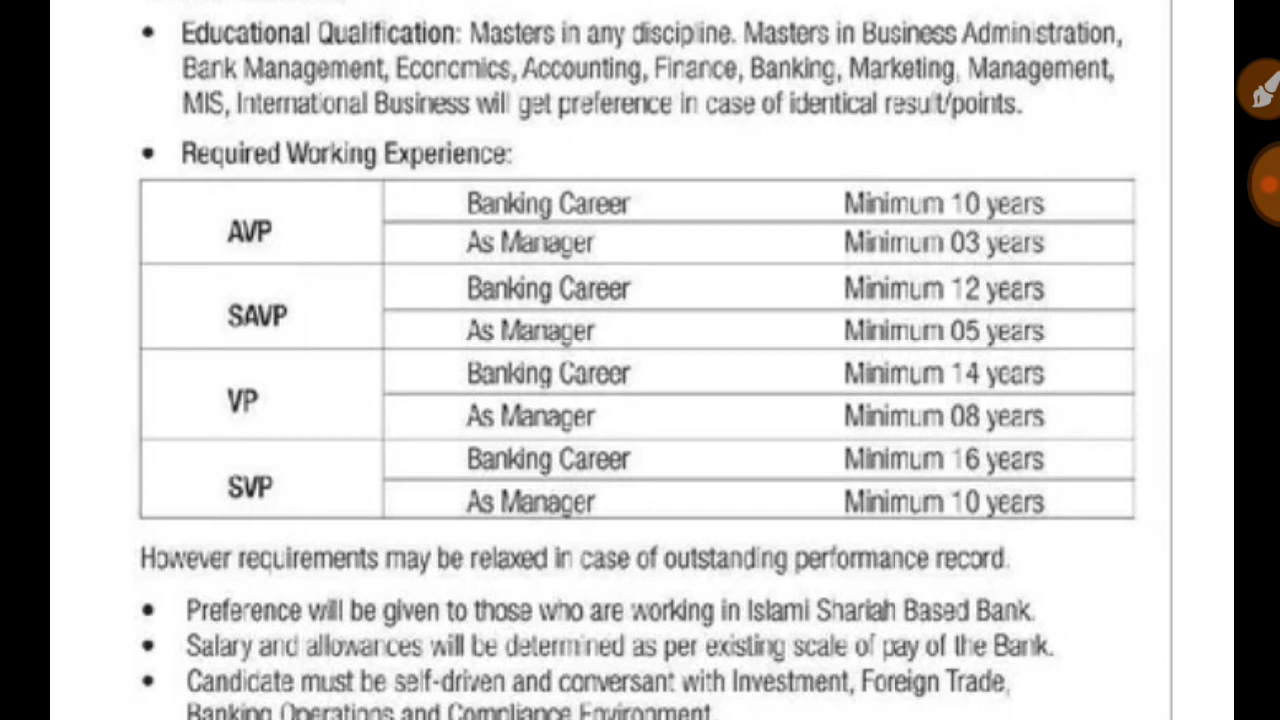 • Educational Qualification: Masters in any discipline. Masters in Business Administration,
Bank Management, Economics, Accounting, Finance, Banking, Marketing, Management,
MIS, International Business will get preference in case of identical result/points.
• Required Working Experience:
AVP
Banking Career Minimum 10 years
As Manager Minimum 03 years
SAVP
Banking Career Minimum 12 years
As Manager Minimum 05 years
VP
Banking Career Minimum 14 years
As Manager Minimum 08 years
SVP
Banking Career Minimum 16 years
As Manager Minimum 10 years
However requirements may be relaxed in case of outstanding performance record.
• Preference will be given to those who are working in Islami Shariah Based Bank.
• Salary and allowances will be determined as per existing scale of pay of the Bank.
• Candidate must be self-driven and conversant with Investment, Foreign Trade,
Banking Operations and Compliance Environment.